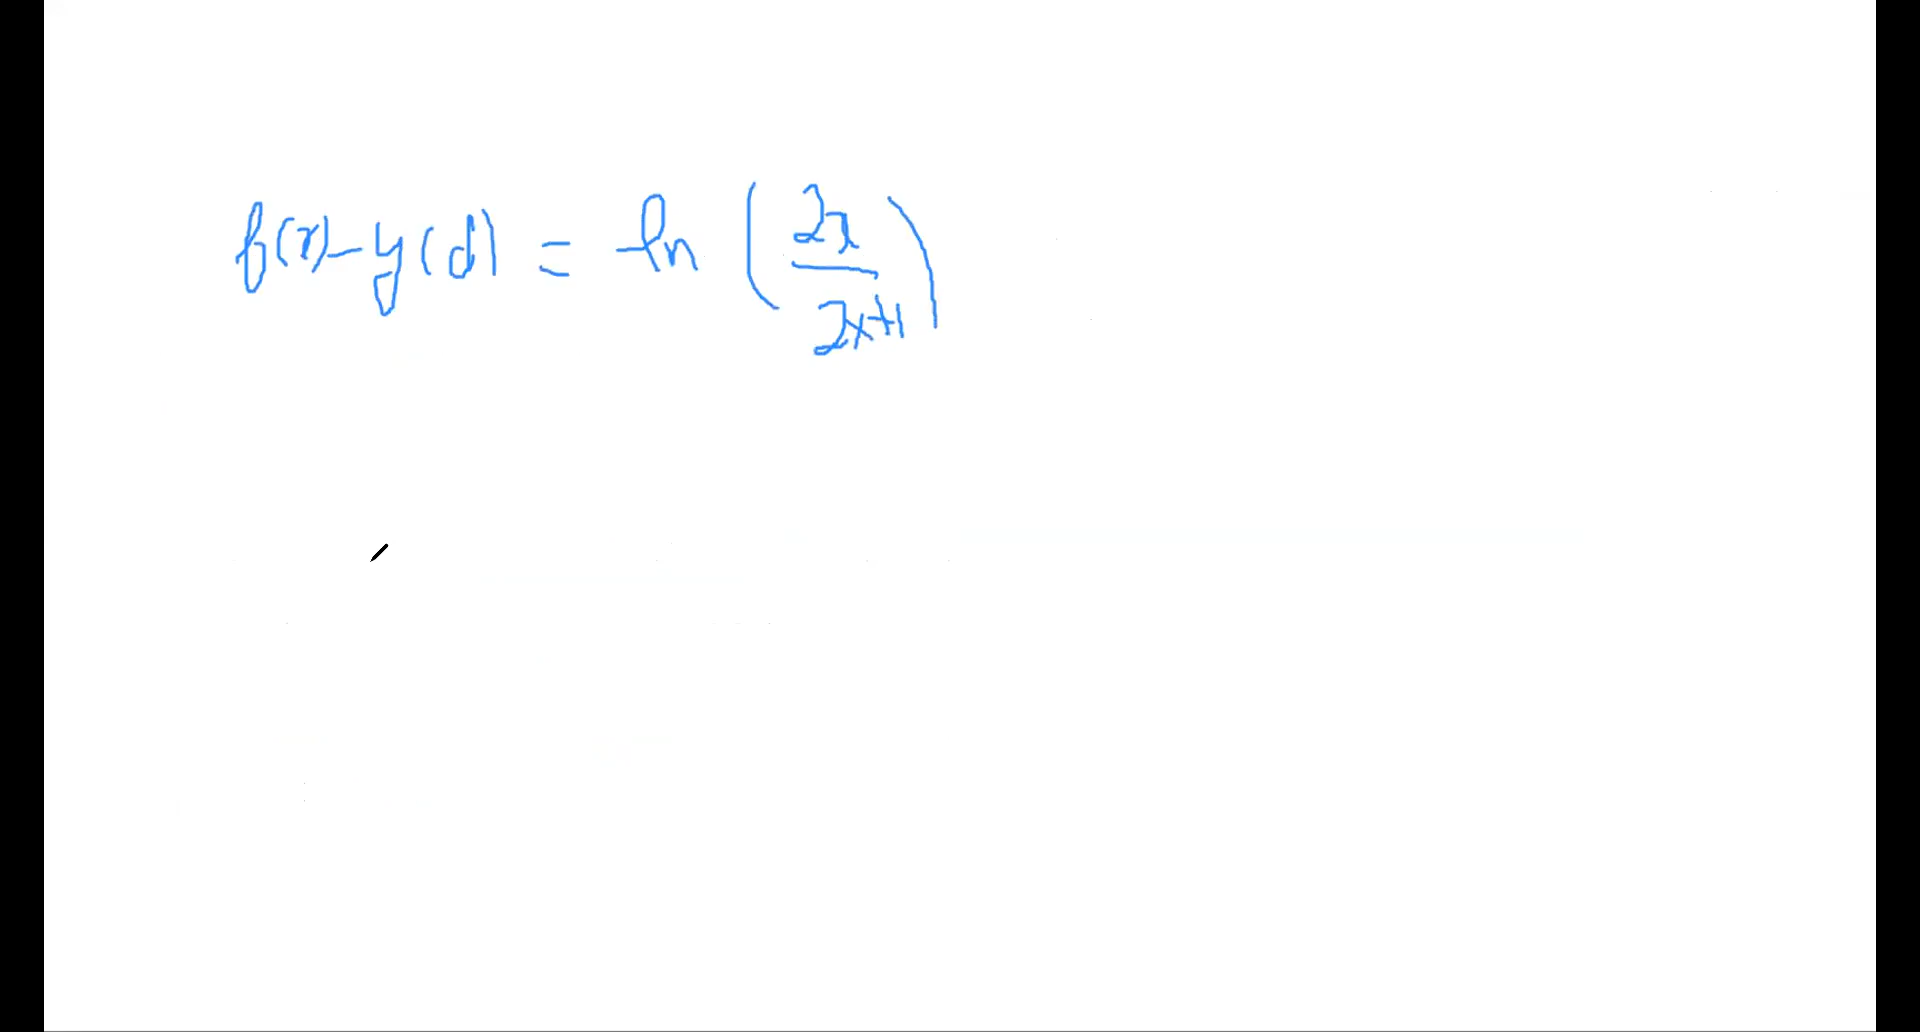 f(x) - y(d) = ln ( 2x / 2x+1 )